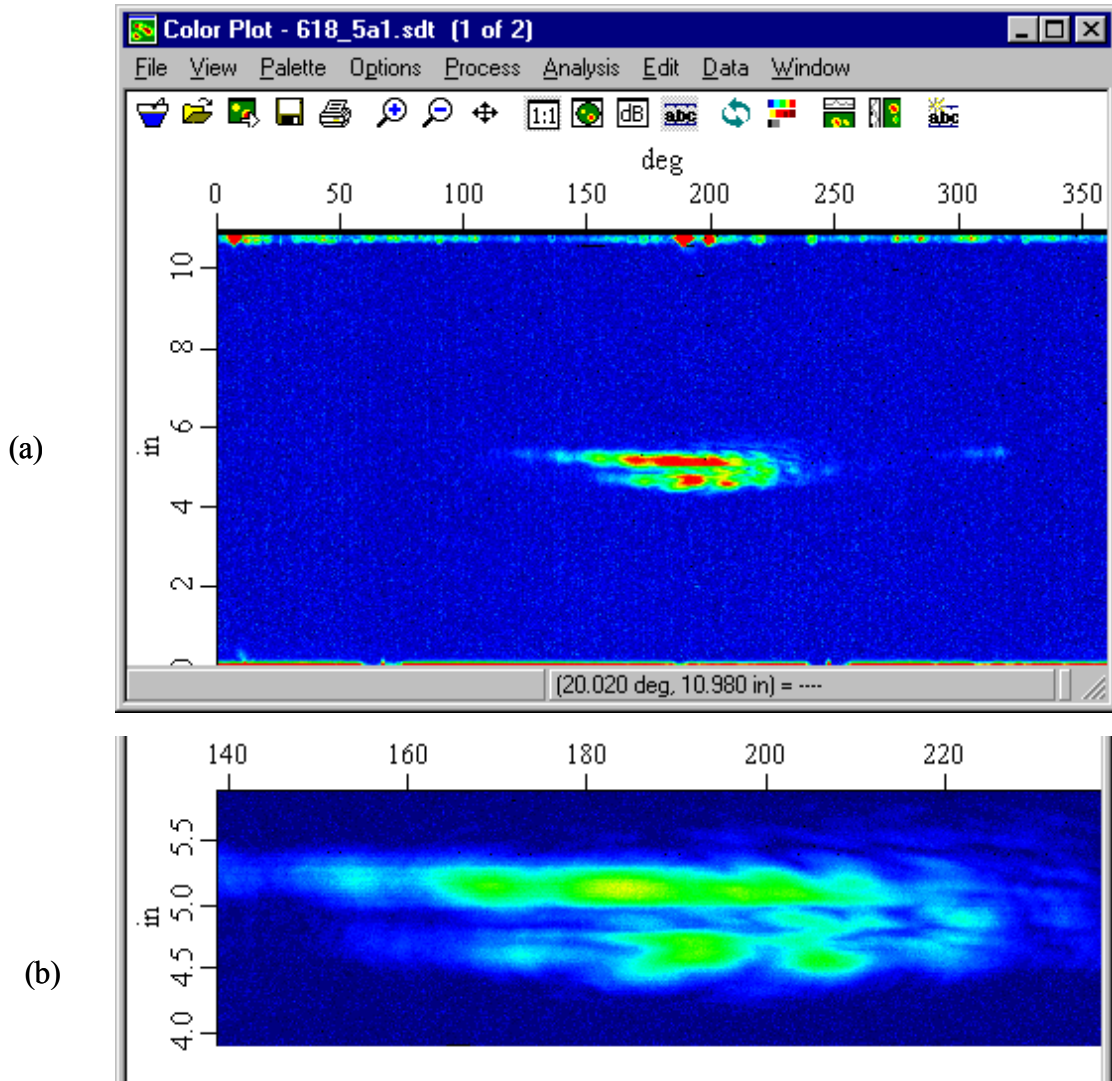 Color Plot - 618_5a1.sdt (1 of 2)
File View Palette Options Process Analysis Edit Data Window
1:1 dB abc abc
deg
0 50 100 150 200 250 300 350
10
8
6
in
(a)
4
2
0
(20.020 deg, 10.980 in) = ----
140 160 180 200 220
5.5
5.0
in
4.5
(b)
4.0